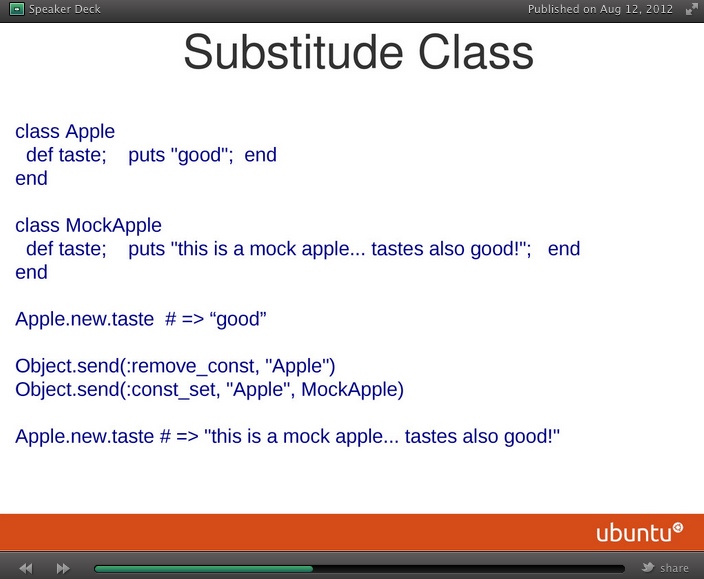 Speaker Deck
Published on Aug 12, 2012
Substitude Class
class Apple
def taste; puts "good"; end
end
class MockApple
def taste; puts "this is a mock apple... tastes also good!"; end
end
Apple.new.taste # => “good”
Object.send(:remove_const, "Apple")
Object.send(:const_set, "Apple", MockApple)
Apple.new.taste # => "this is a mock apple... tastes also good!"
ubuntu
share